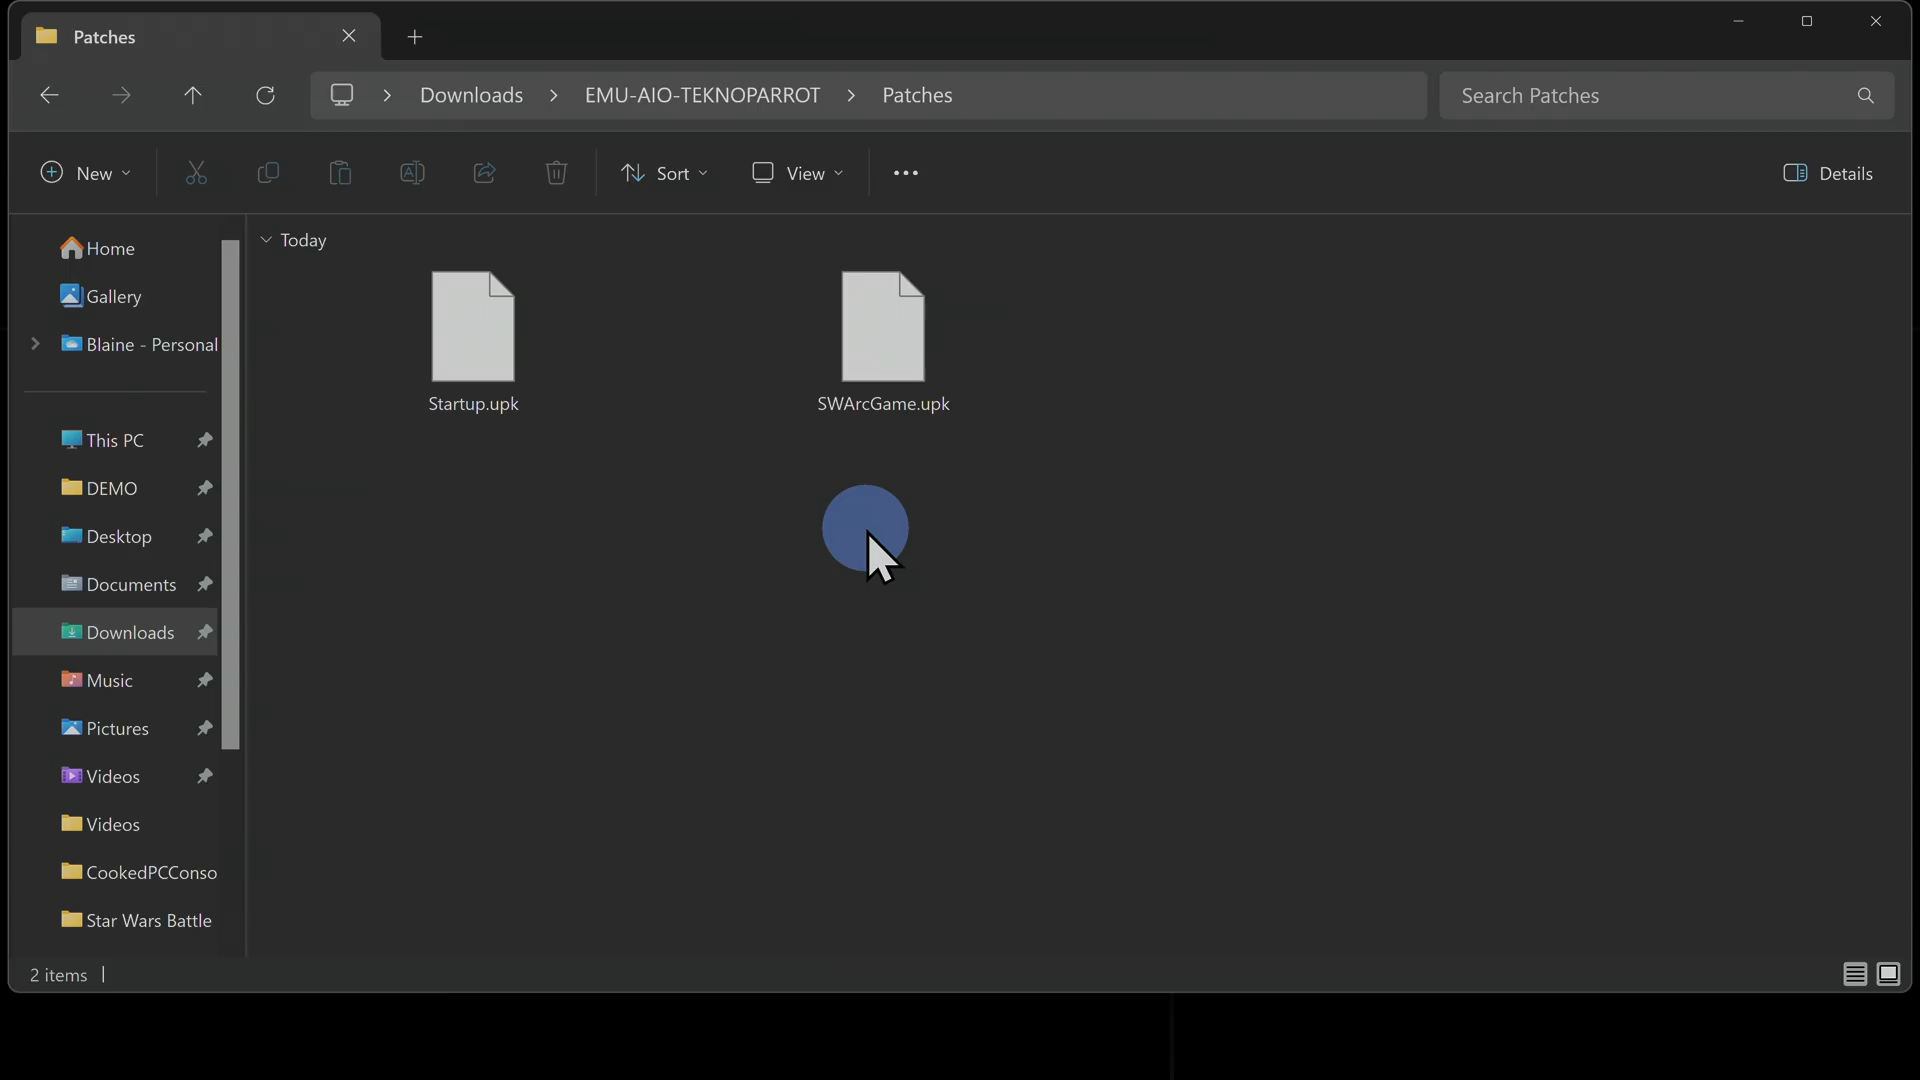 Patches
Downloads > EMU-AIO-TEKNOPARROT > Patches
Search Patches
New
Sort
View
Details
Home
Gallery
Blaine - Personal
This PC
DEMO
Desktop
Documents
Downloads
Music
Pictures
Videos
Videos
CookedPCConso
Star Wars Battle
Today
Startup.upk
SWArcGame.upk
2 items